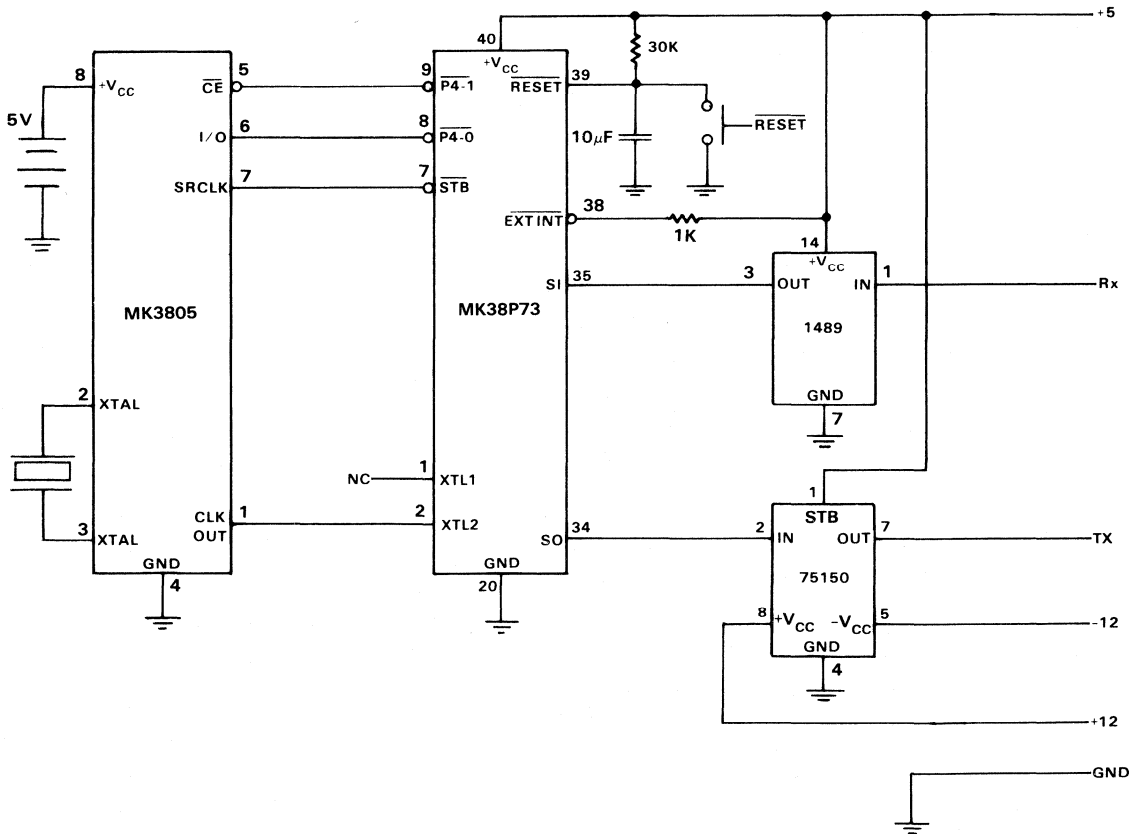 +5
40
+VCC
30K
8
+VCC
5
CE
9
P4-1
RESET
39
5V
I/O
6
8
P4-0
10μF
RESET
SRCLK
7
7
STB
EXT INT
38
1K
14
+VCC
SI
35
3
OUT
IN
1
Rx
MK3805
MK38P73
1489
GND
7
2
XTAL
NC
1
XTL1
1
STB
3
XTAL
CLK
OUT
1
2
XTL2
SO
34
2
IN
OUT
7
TX
GND
4
GND
20
75150
8
+VCC
-VCC
5
-12
GND
4
+12
GND